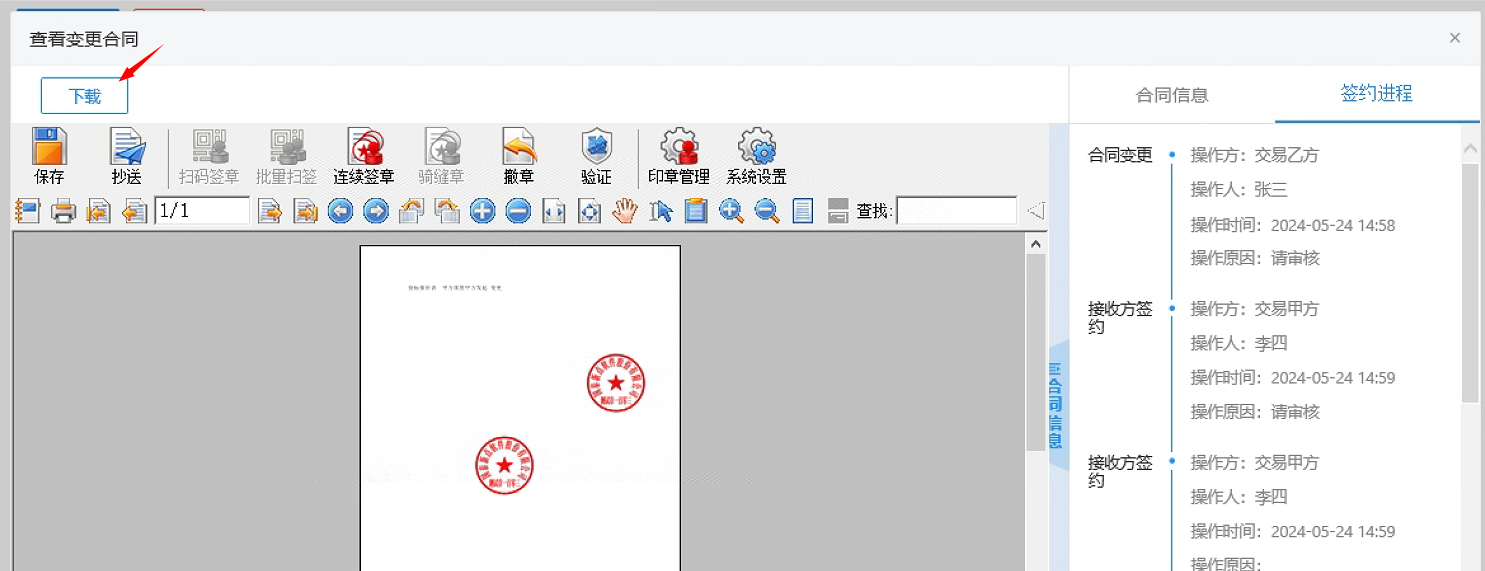 查看变更合同
下载
合同信息
签约进程
保存
抄送
扫码签章
批量扫签
连续签章
骑缝章
撤章
验证
印章管理
系统设置
1/1
查找:
合同变更
操作方：交易乙方
操作人：张三
操作时间：2024-05-24 14:58
操作原因：请审核
接收方签约
操作方：交易甲方
操作人：李四
操作时间：2024-05-24 14:59
操作原因：请审核
接收方签约
操作方：交易甲方
操作人：李四
操作时间：2024-05-24 14:59
操作原因：
合同信息